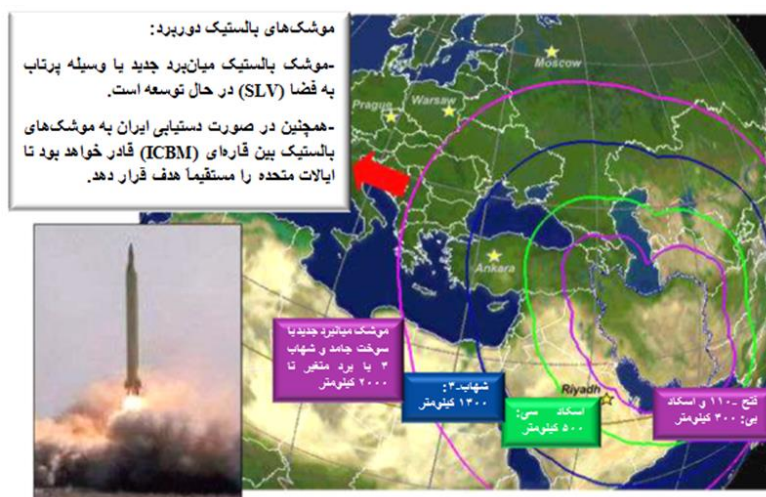 موشک‌های بالستیک دوربرد:
-موشک بالستیک میان‌برد جدید یا وسیله پرتاب
به فضا (SLV) در حال توسعه است.
-همچنین در صورت دستیابی ایران به موشک‌های
بالستیک بین قاره‌ای (ICBM) قادر خواهد بود تا
ایالات متحده را مستقیماً هدف قرار دهد.
Moscow
Prague
Warsaw
Ankara
Riyadh
موشک میانبرد جدید با
سوخت جامد و شهاب
۳ با برد متغیر تا
۲۰۰۰ کیلومتر
شهاب-۳:
۱۳۰۰ کیلومتر
اسکاد سی:
۵۰۰ کیلومتر
فتح -۱۱۰ و اسکاد
بی: ۳۰۰ کیلومتر